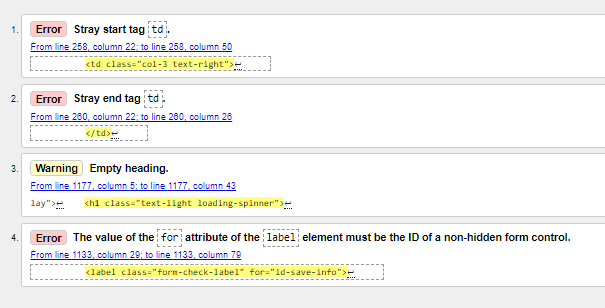 1. Error Stray start tag td.
From line 258, column 22; to line 258, column 50
<td class="col-3 text-right">↩
2. Error Stray end tag td.
From line 260, column 22; to line 260, column 26
</td>↩
3. Warning Empty heading.
From line 1177, column 5; to line 1177, column 43
lay">↩ <h1 class="text-light loading-spinner">↩
4. Error The value of the for attribute of the label element must be the ID of a non-hidden form control.
From line 1133, column 29; to line 1133, column 79
<label class="form-check-label" for="id-save-info">↩